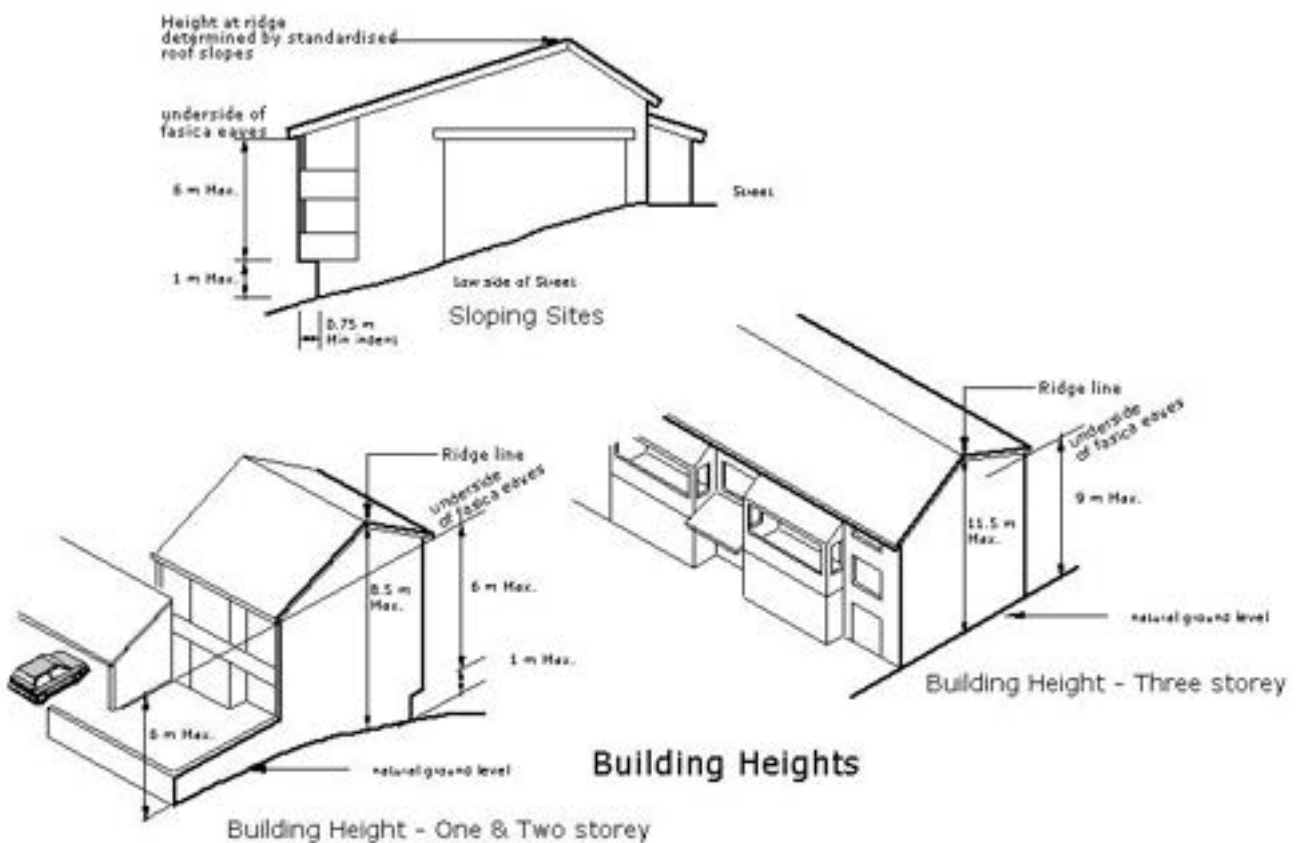 Height at ridge
determined by standardised
roof slopes
underside of
fasica eaves
6 m Max.
1 m Max.
0.75 m
Min indent
Street
Low side of Street
Sloping Sites
Ridge line
underside
of fasica eaves
9 m Max.
11.5 m
Max.
natural ground level
Building Height - Three storey
Ridge line
underside
of fasica eaves
8.5 m
Max.
6 m Max.
1 m Max.
6 m Max.
natural ground level
Building Heights
Building Height - One & Two storey